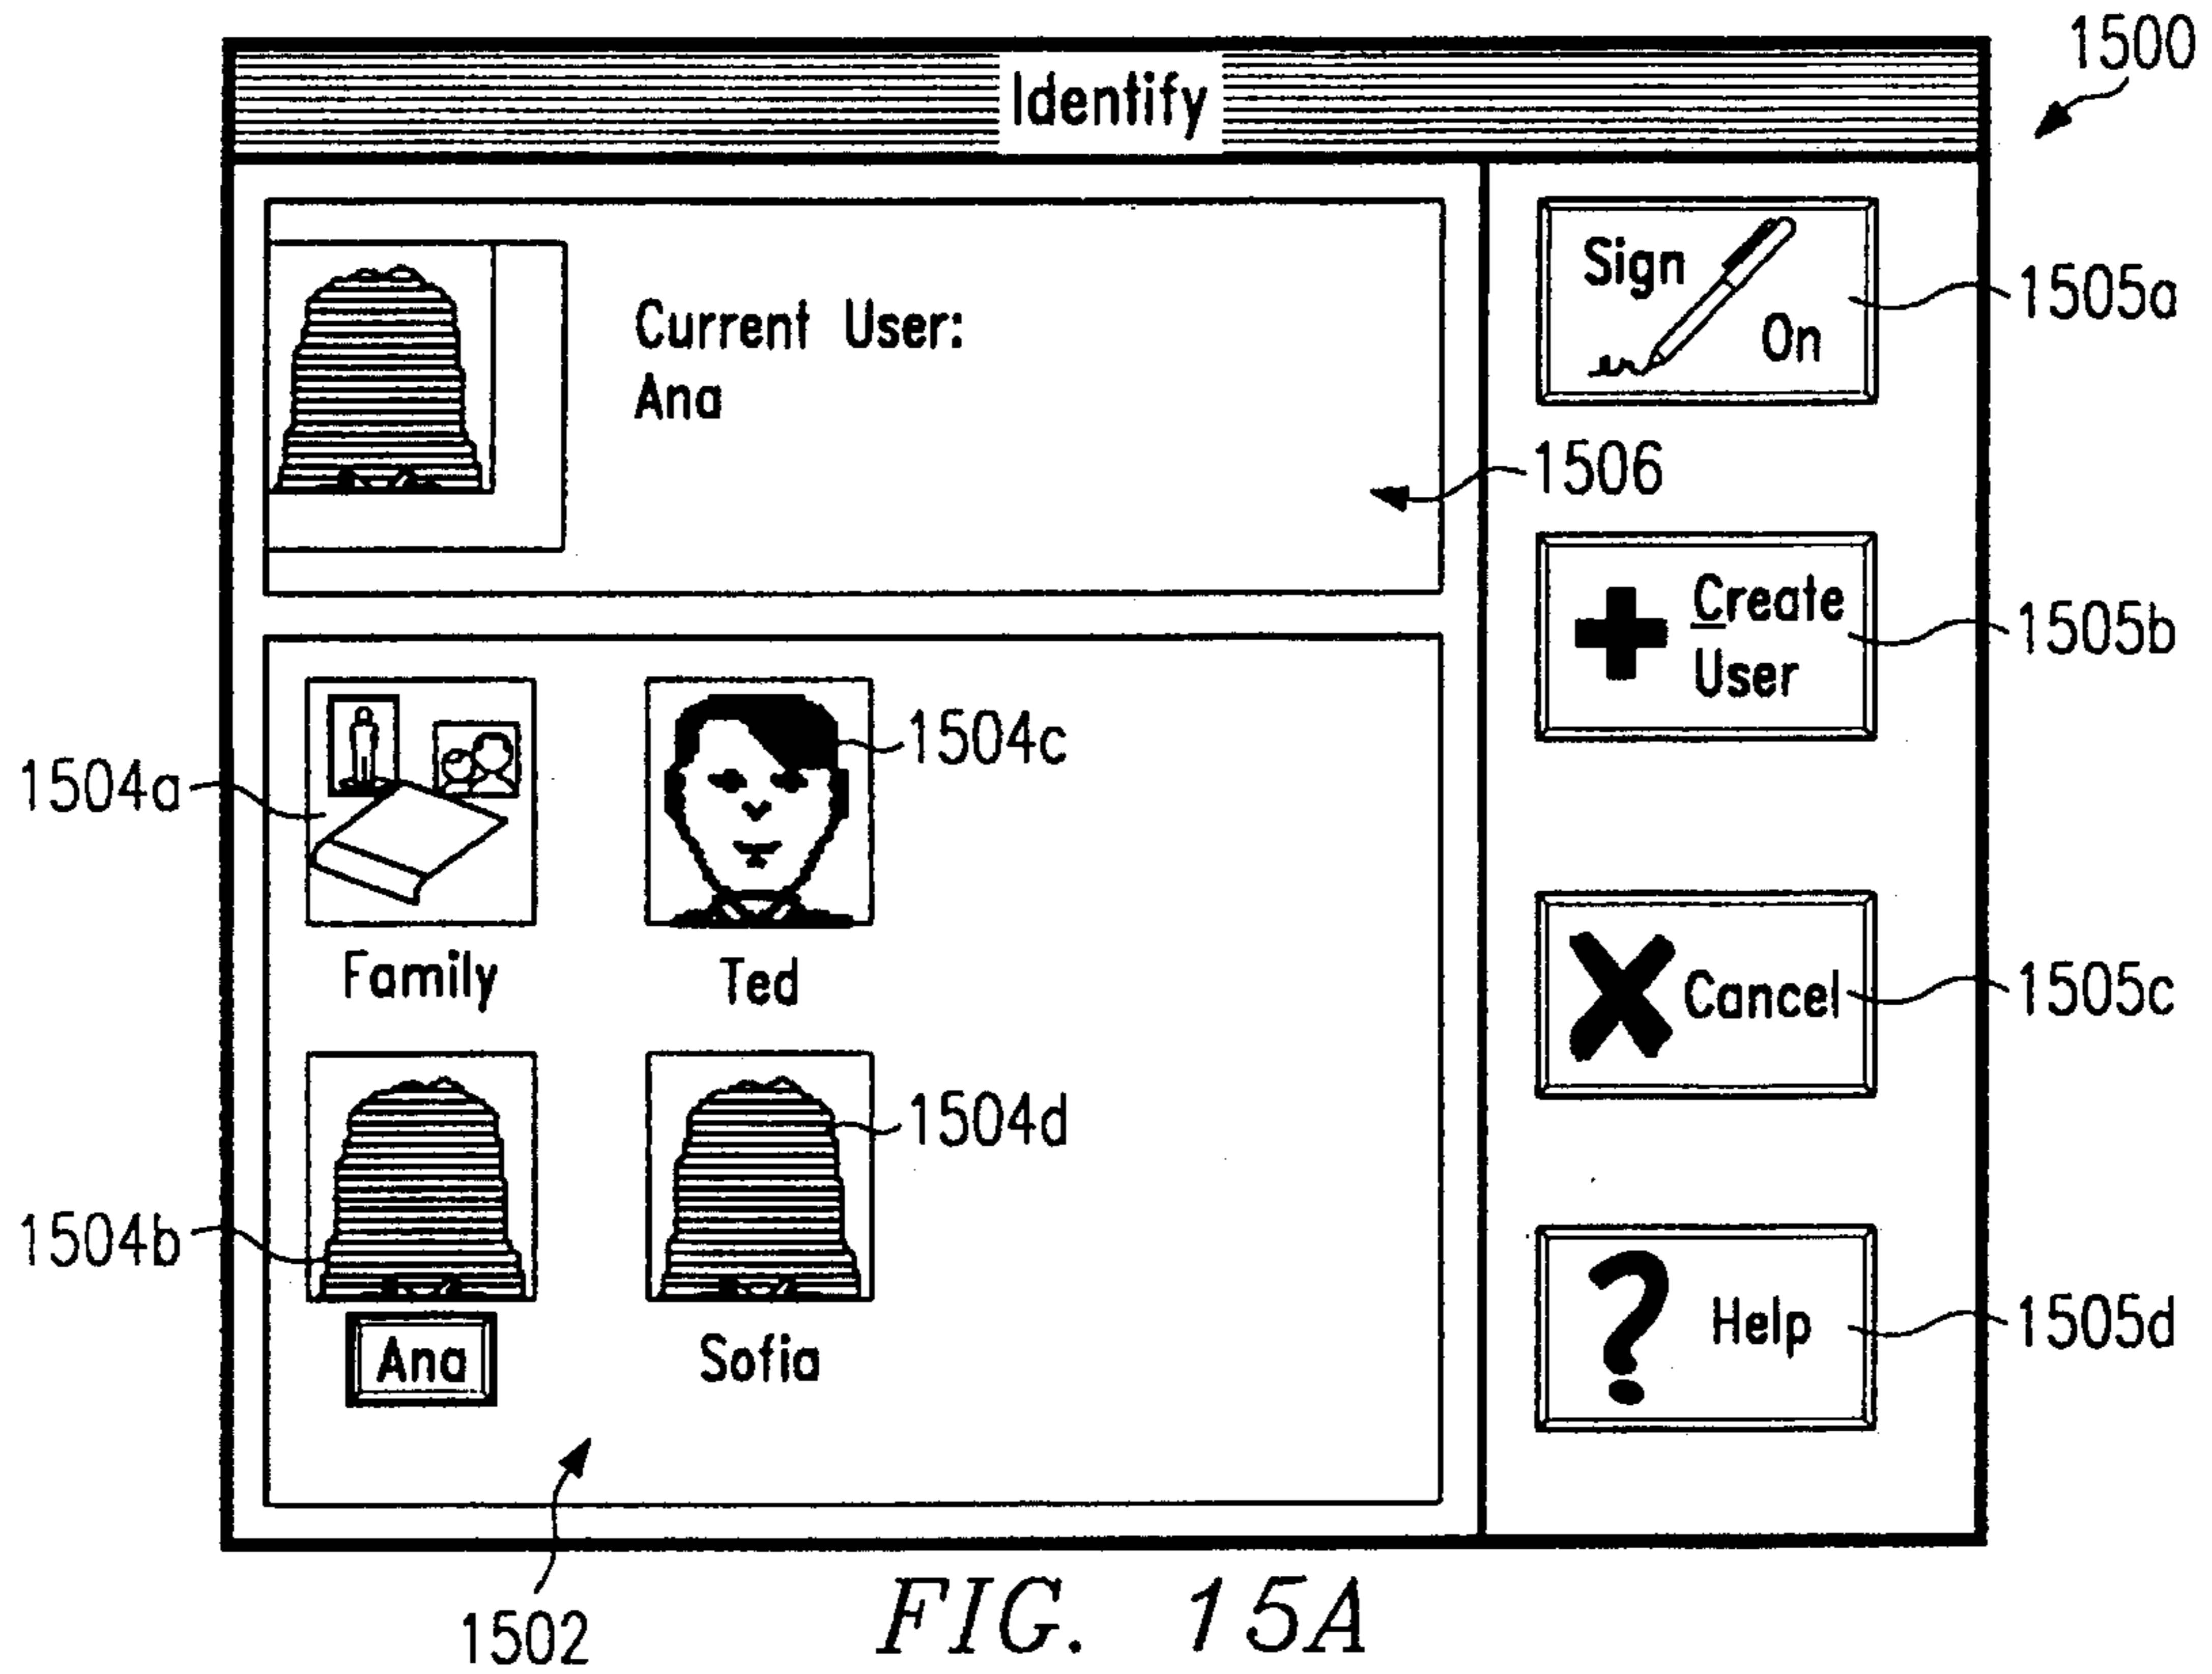 1500
Identify
Current User:
Ana
Sign
On
1505a
1506
Create
User
1505b
1504a
1504c
Family
Ted
Cancel
1505c
1504b
1504d
Ana
Sofia
Help
1505d
1502
FIG. 15A